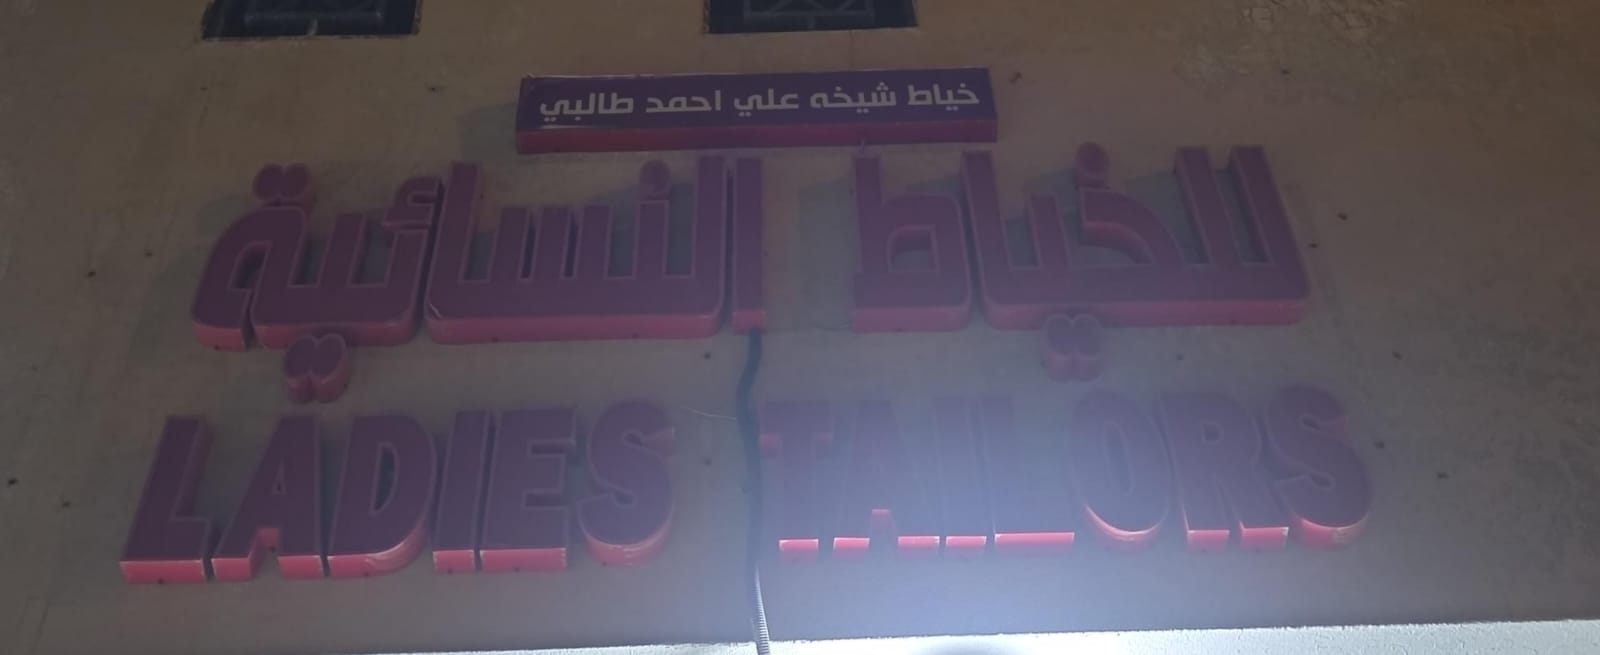 خياط شيخه علي احمد طالبي
للخياط النسائية
LADIES TAILORS